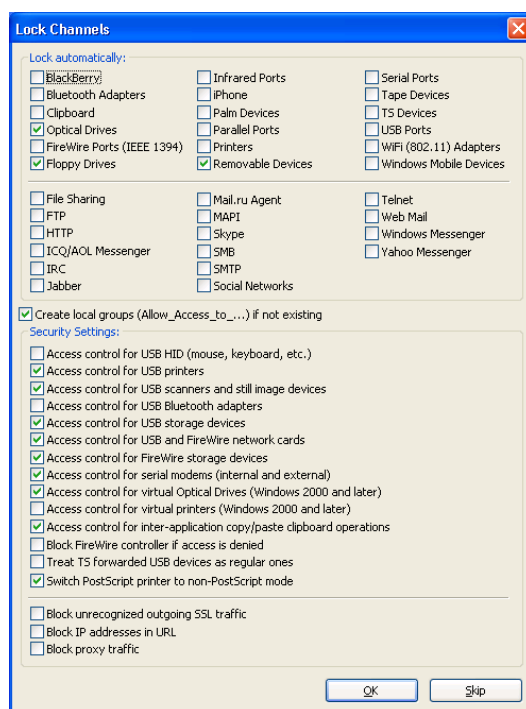 Lock Channels
Lock automatically:
BlackBerry Infrared Ports Serial Ports
Bluetooth Adapters iPhone Tape Devices
Clipboard Palm Devices TS Devices
Optical Drives Parallel Ports USB Ports
FireWire Ports (IEEE 1394) Printers WiFi (802.11) Adapters
Floppy Drives Removable Devices Windows Mobile Devices
File Sharing Mail.ru Agent Telnet
FTP MAPI Web Mail
HTTP Skype Windows Messenger
ICQ/AOL Messenger SMB Yahoo Messenger
IRC SMTP
Jabber Social Networks
Create local groups (Allow_Access_to_...) if not existing
Security Settings:
Access control for USB HID (mouse, keyboard, etc.)
Access control for USB printers
Access control for USB scanners and still image devices
Access control for USB Bluetooth adapters
Access control for USB storage devices
Access control for USB and FireWire network cards
Access control for FireWire storage devices
Access control for serial modems (internal and external)
Access control for virtual Optical Drives (Windows 2000 and later)
Access control for virtual printers (Windows 2000 and later)
Access control for inter-application copy/paste clipboard operations
Block FireWire controller if access is denied
Treat TS forwarded USB devices as regular ones
Switch PostScript printer to non-PostScript mode
Block unrecognized outgoing SSL traffic
Block IP addresses in URL
Block proxy traffic
OK Skip